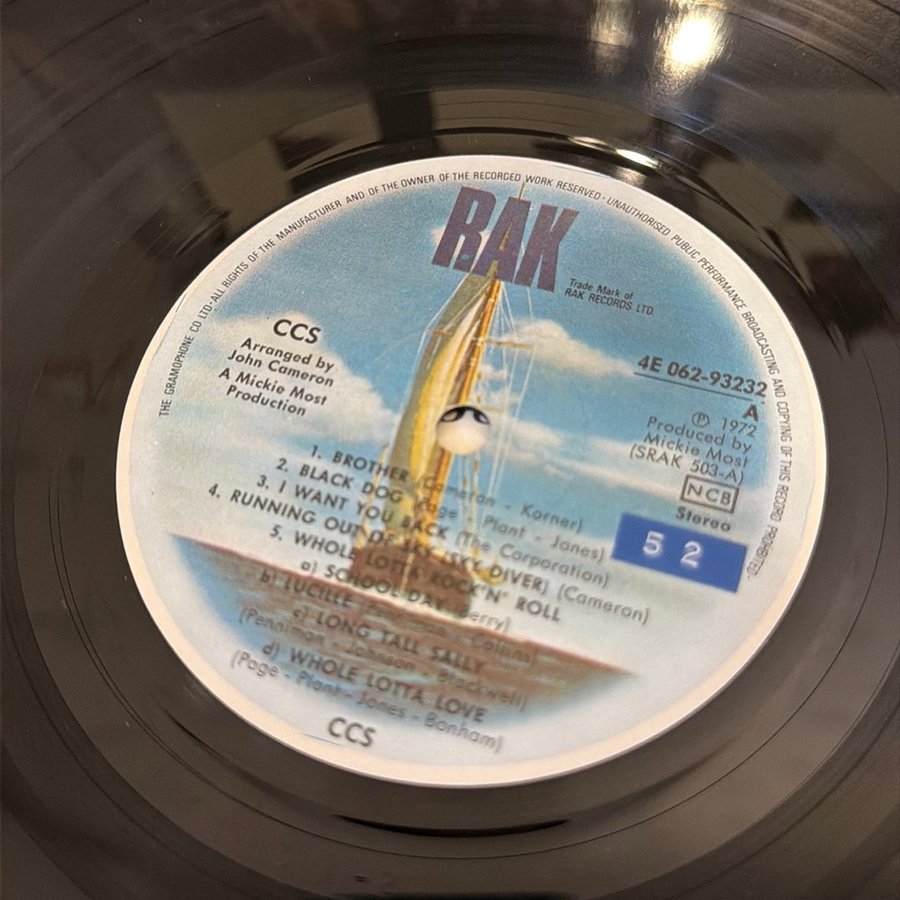 THE GRAMOPHONE CO LTD·ALL RIGHTS OF THE MANUFACTURER AND OF THE OWNER OF THE RECORDED WORK RESERVED · UNAUTHORISED PUBLIC PERFORMANCE BROADCASTING AND COPYING OF THIS RECORD PROHIBITED·
RAK
Trade Mark of
RAK RECORDS LTD
CCS
Arranged by
John Cameron
A Mickie Most
Production
4E 062-93232
A
Ⓟ 1972
Produced by
Mickie Most
(SRAK 503-A)
NCB
Stereo
5 2
1. BROTHER (Cameron - Korner)
2. BLACK DOG (Page - Plant - Jones)
3. I WANT YOU BACK (The Corporation)
4. RUNNING OUT OF SKY (SKY DIVER) (Cameron)
5. WHOLE LOTTA ROCK'N' ROLL
a) SCHOOL DAY (Berry)
b) LUCILLE (Penniman - Collins)
c) LONG TALL SALLY
(Penniman - Johnson - Blackwell)
d) WHOLE LOTTA LOVE
(Page - Plant - Jones - Bonham)
CCS